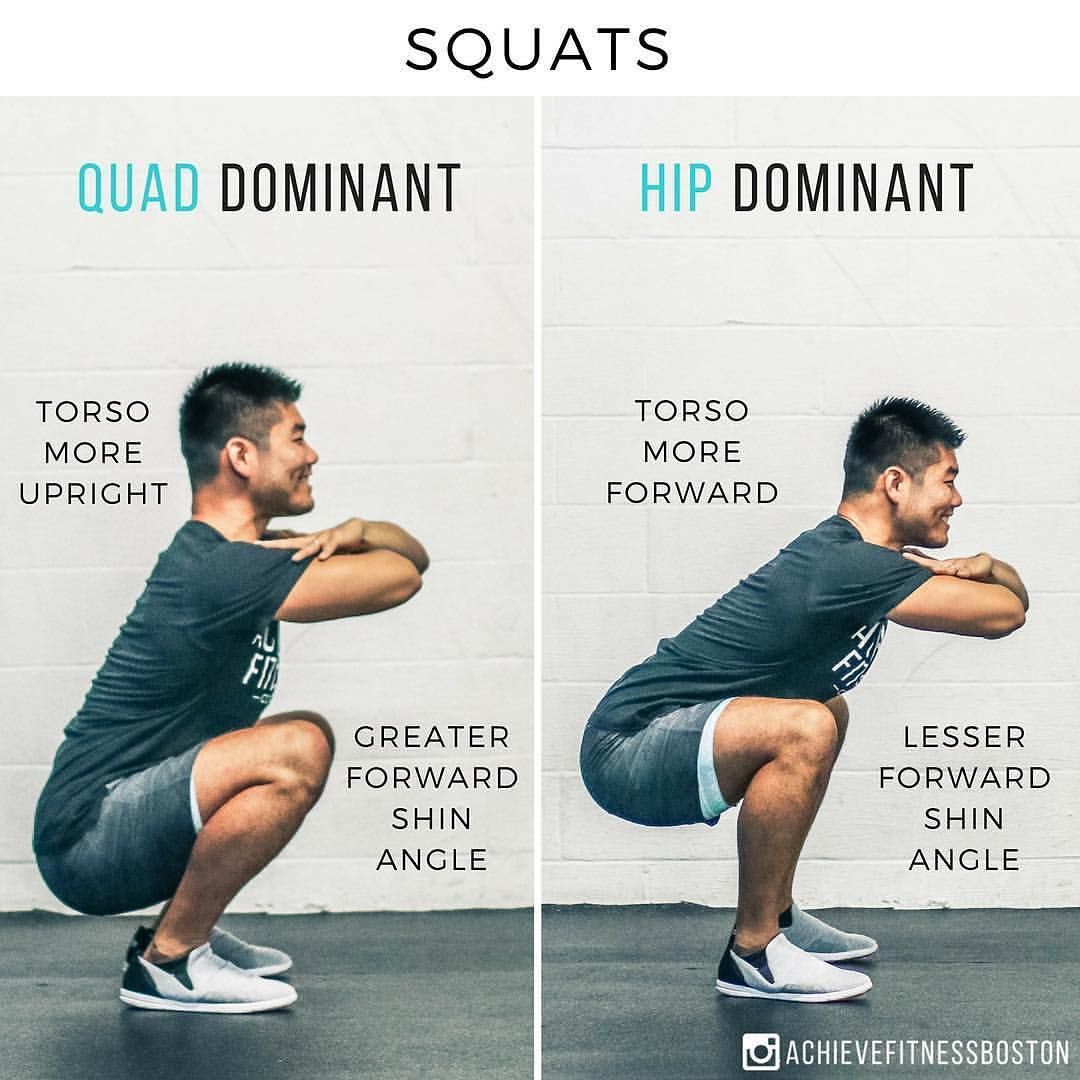 SQUATS
QUAD DOMINANT
HIP DOMINANT
TORSO
MORE
UPRIGHT
TORSO
MORE
FORWARD
GREATER
FORWARD
SHIN
ANGLE
LESSER
FORWARD
SHIN
ANGLE
ACHIEVEFITNESSBOSTON